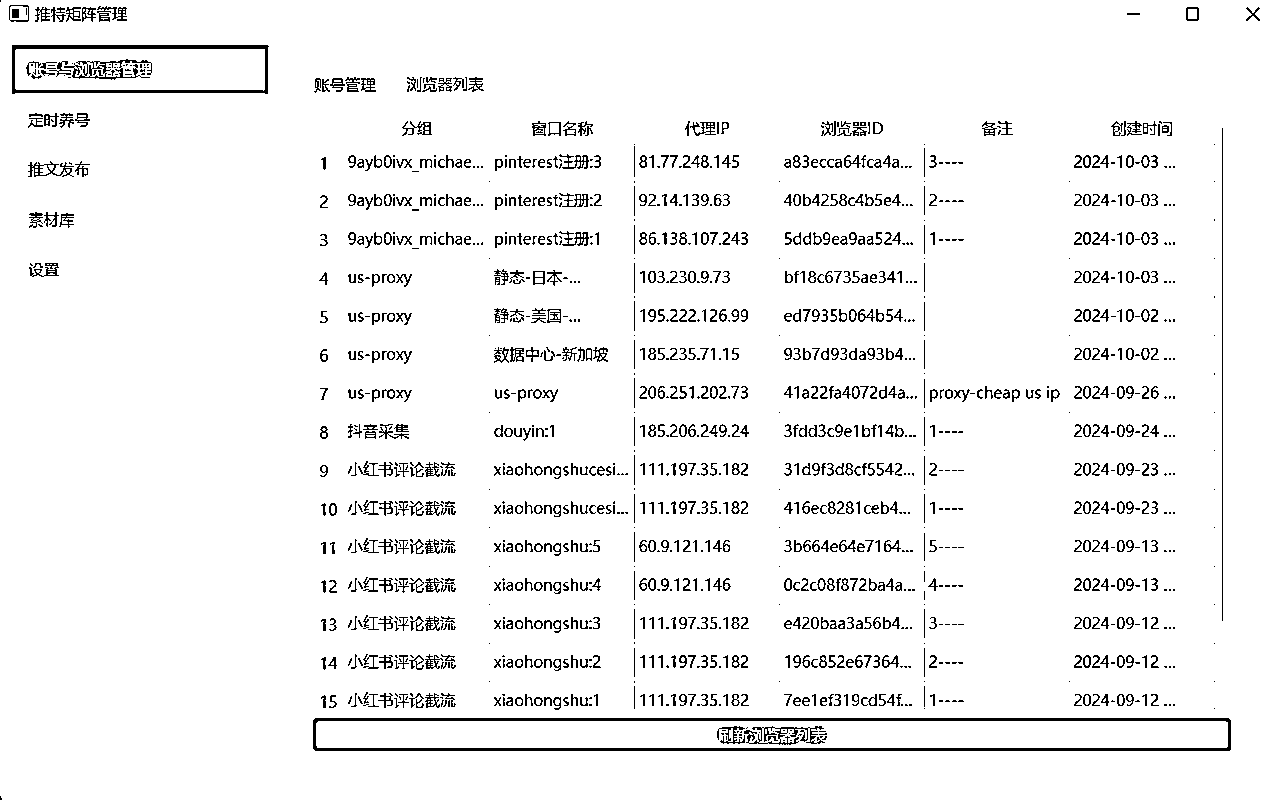 推特矩阵管理
账号与浏览器管理
定时养号
推文发布
素材库
设置
账号管理 浏览器列表
分组 窗口名称 代理IP 浏览器ID 备注 创建时间
1 9ayb0ivx_michae... pinterest注册:3 81.77.248.145 a83ecca64fca4a... 3---- 2024-10-03 ...
2 9ayb0ivx_michae... pinterest注册:2 92.14.139.63 40b4258c4b5e4... 2---- 2024-10-03 ...
3 9ayb0ivx_michae... pinterest注册:1 86.138.107.243 5ddb9ea9aa524... 1---- 2024-10-03 ...
4 us-proxy 静态-日本-... 103.230.9.73 bf18c6735ae341... 2024-10-03 ...
5 us-proxy 静态-美国-... 195.222.126.99 ed7935b064b54... 2024-10-02 ...
6 us-proxy 数据中心-新加坡 185.235.71.15 93b7d93da93b4... 2024-10-02 ...
7 us-proxy us-proxy 206.251.202.73 41a22fa4072d4a... proxy-cheap us ip 2024-09-26 ...
8 抖音采集 douyin:1 185.206.249.24 3fdd3c9e1bf14b... 1---- 2024-09-24 ...
9 小红书评论截流 xiaohongshucesi... 111.197.35.182 31d9f3d8cf5542... 2---- 2024-09-23 ...
10 小红书评论截流 xiaohongshucesi... 111.197.35.182 416ec8281ceb4... 1---- 2024-09-23 ...
11 小红书评论截流 xiaohongshu:5 60.9.121.146 3b664e64e7164... 5---- 2024-09-13 ...
12 小红书评论截流 xiaohongshu:4 60.9.121.146 0c2c08f872ba4a... 4---- 2024-09-13 ...
13 小红书评论截流 xiaohongshu:3 111.197.35.182 e420baa3a56b4... 3---- 2024-09-12 ...
14 小红书评论截流 xiaohongshu:2 111.197.35.182 196c852e67364... 2---- 2024-09-12 ...
15 小红书评论截流 xiaohongshu:1 111.197.35.182 7ee1ef319cd54f... 1---- 2024-09-12 ...
刷新浏览器列表